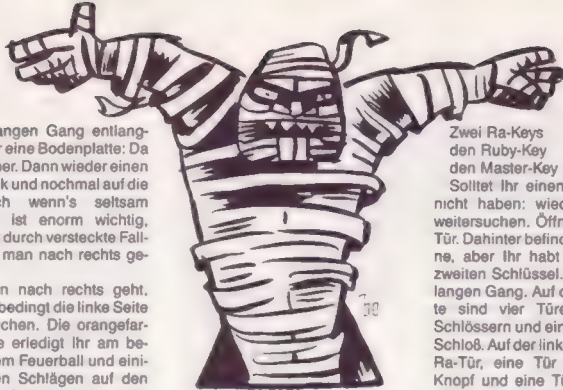 angen Gang entlang-
r eine Bodenplatte: Da
ber. Dann wieder einen
k und nochmal auf die
ch wenn's seltsam
ist enorm wichtig,
durch versteckte Fall-
man nach rechts ge-
n nach rechts geht,
bedingt die linke Seite
chen. Die orangefar-
e erledigt Ihr am be-
em Feuerball und eini-
en Schlägen auf den
Zwei Ra-Keys
den Ruby-Key
den Master-Key
Solltet Ihr einen
nicht haben: wied
weitersuchen. Öffn
Tür. Dahinter befind
ne, aber Ihr habt
zweiten Schlüssel.
langen Gang. Auf d
te sind vier Türe
Schlössern und ein
Schloß. Auf der link
Ra-Tür, eine Tür
Knopf und eine Tü